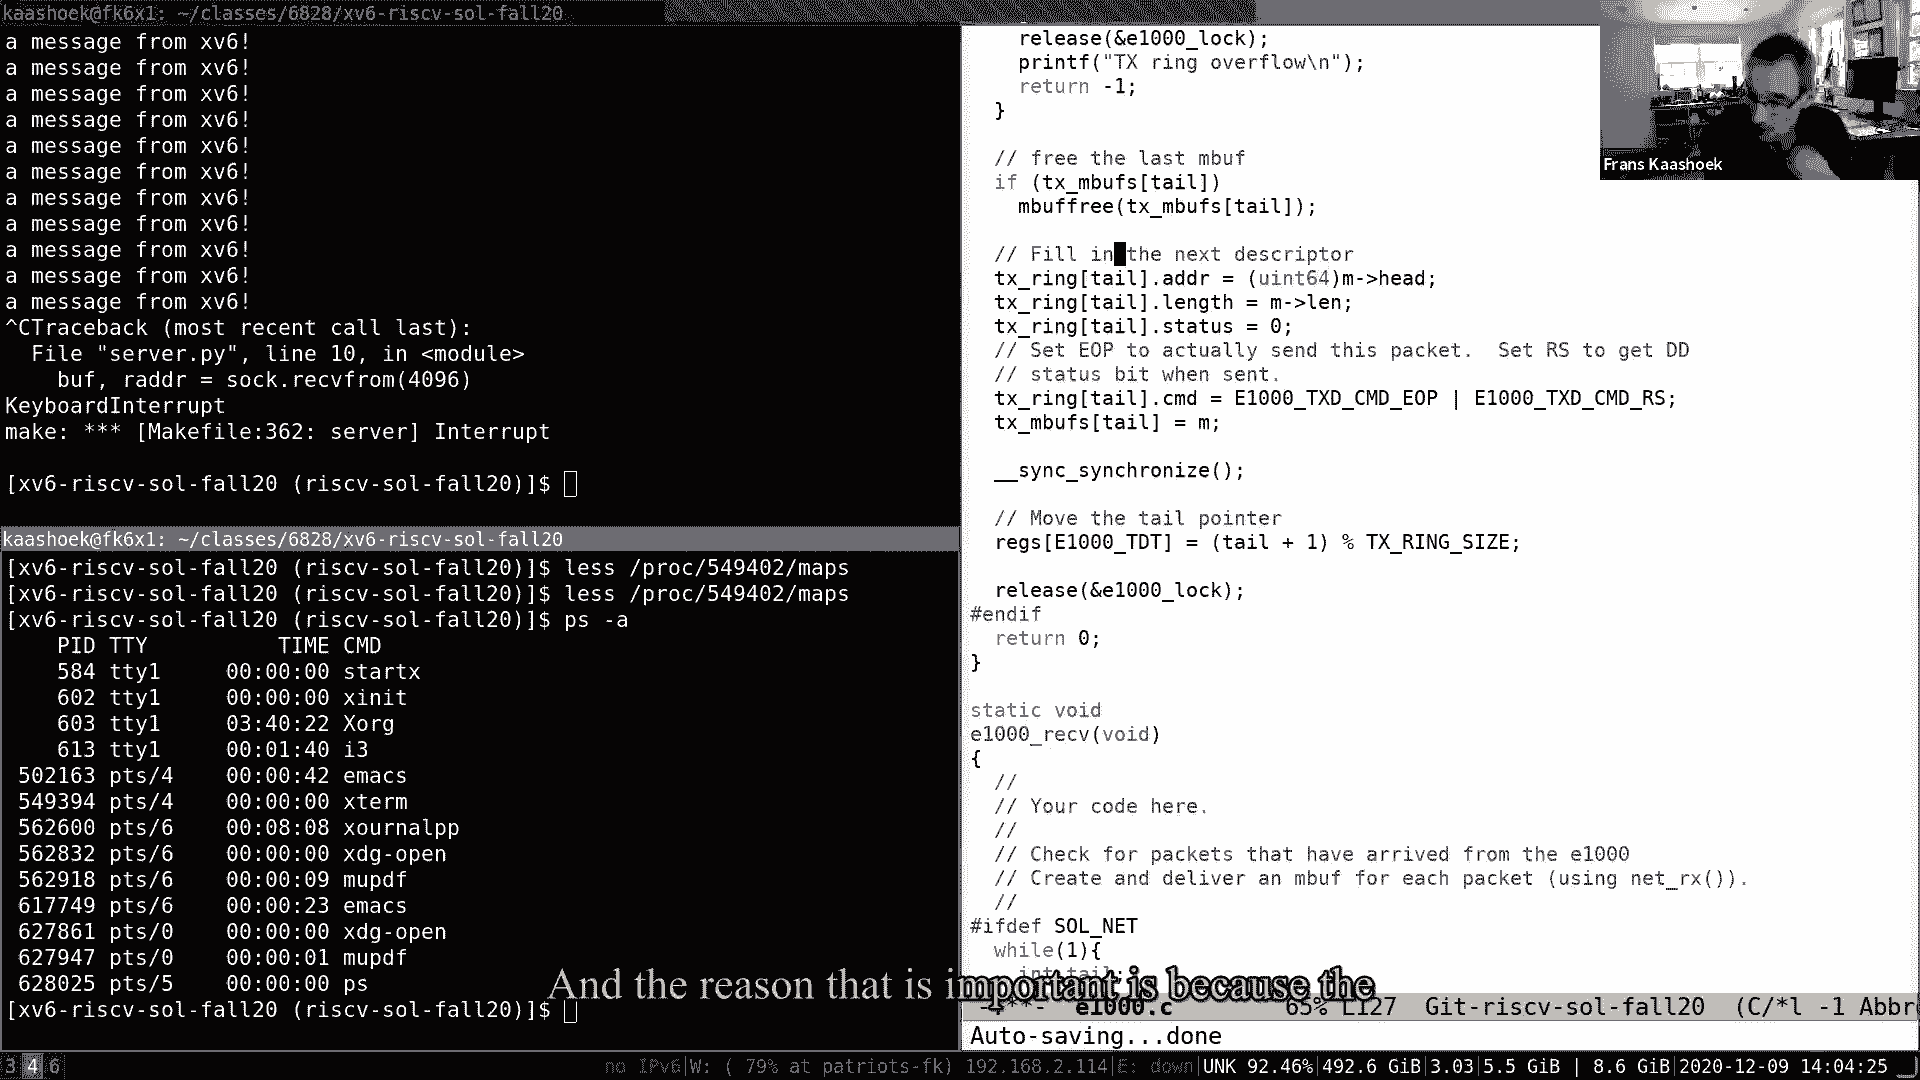 kaashoek@fk6x1: ~/classes/6828/xv6-riscv-sol-fall20
a message from xv6!
a message from xv6!
a message from xv6!
a message from xv6!
a message from xv6!
a message from xv6!
a message from xv6!
a message from xv6!
a message from xv6!
a message from xv6!
a message from xv6!
^CTraceback (most recent call last):
  File "server.py", line 10, in <module>
    buf, raddr = sock.recvfrom(4096)
KeyboardInterrupt
make: *** [Makefile:362: server] Interrupt
[xv6-riscv-sol-fall20 (riscv-sol-fall20)]$
kaashoek@fk6x1: ~/classes/6828/xv6-riscv-sol-fall20
[xv6-riscv-sol-fall20 (riscv-sol-fall20)]$ less /proc/549402/maps
[xv6-riscv-sol-fall20 (riscv-sol-fall20)]$ less /proc/549402/maps
[xv6-riscv-sol-fall20 (riscv-sol-fall20)]$ ps -a
    PID TTY          TIME CMD
    584 tty1     00:00:00 startx
    602 tty1     00:00:00 xinit
    603 tty1     03:40:22 Xorg
    613 tty1     00:01:40 i3
 502163 pts/4    00:00:42 emacs
 549394 pts/4    00:00:00 xterm
 562600 pts/6    00:08:08 xournalpp
 562832 pts/6    00:00:00 xdg-open
 562918 pts/6    00:00:09 mupdf
 617749 pts/6    00:00:23 emacs
 627861 pts/0    00:00:00 xdg-open
 627947 pts/0    00:00:01 mupdf
 628025 pts/5    00:00:00 ps
[xv6-riscv-sol-fall20 (riscv-sol-fall20)]$
    release(&e1000_lock);
    printf("TX ring overflow\n");
    return -1;
  }
  // free the last mbuf
  if (tx_mbufs[tail])
    mbuffree(tx_mbufs[tail]);
  // Fill in the next descriptor
  tx_ring[tail].addr = (uint64)m->head;
  tx_ring[tail].length = m->len;
  tx_ring[tail].status = 0;
  // Set EOP to actually send this packet.  Set RS to get DD
  // status bit when sent.
  tx_ring[tail].cmd = E1000_TXD_CMD_EOP | E1000_TXD_CMD_RS;
  tx_mbufs[tail] = m;
  __sync_synchronize();
  // Move the tail pointer
  regs[E1000_TDT] = (tail + 1) % TX_RING_SIZE;
  release(&e1000_lock);
#endif
  return 0;
}
static void
e1000_recv(void)
{
  //
  // Your code here.
  //
  // Check for packets that have arrived from the e1000
  // Create and deliver an mbuf for each packet (using net_rx()).
  //
#ifdef SOL_NET
  while(1){
    int tail;
e1000.c 65% L127 Git-riscv-sol-fall20 (C/*l -1 Abbr
Auto-saving...done
Frans Kaashoek
And the reason that is important is because the
3 4 6
no IPv6|W: ( 79% at patriots-fk) 192.168.2.114|E: down|UNK 92.46%|492.6 GiB|3.03|5.5 GiB | 8.6 GiB|2020-12-09 14:04:25